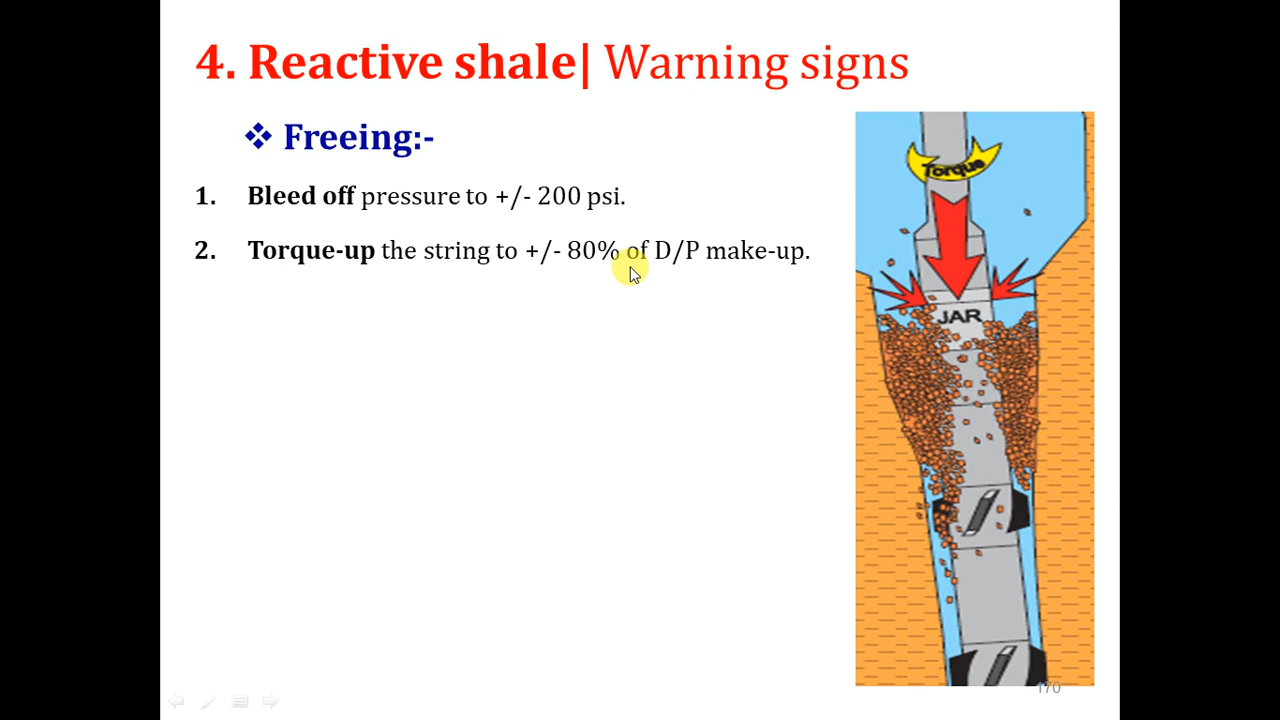 4. Reactive shale| Warning signs
❖ Freeing:-
1. Bleed off pressure to +/- 200 psi.
2. Torque-up the string to +/- 80% of D/P make-up.
Torque
JAR
170